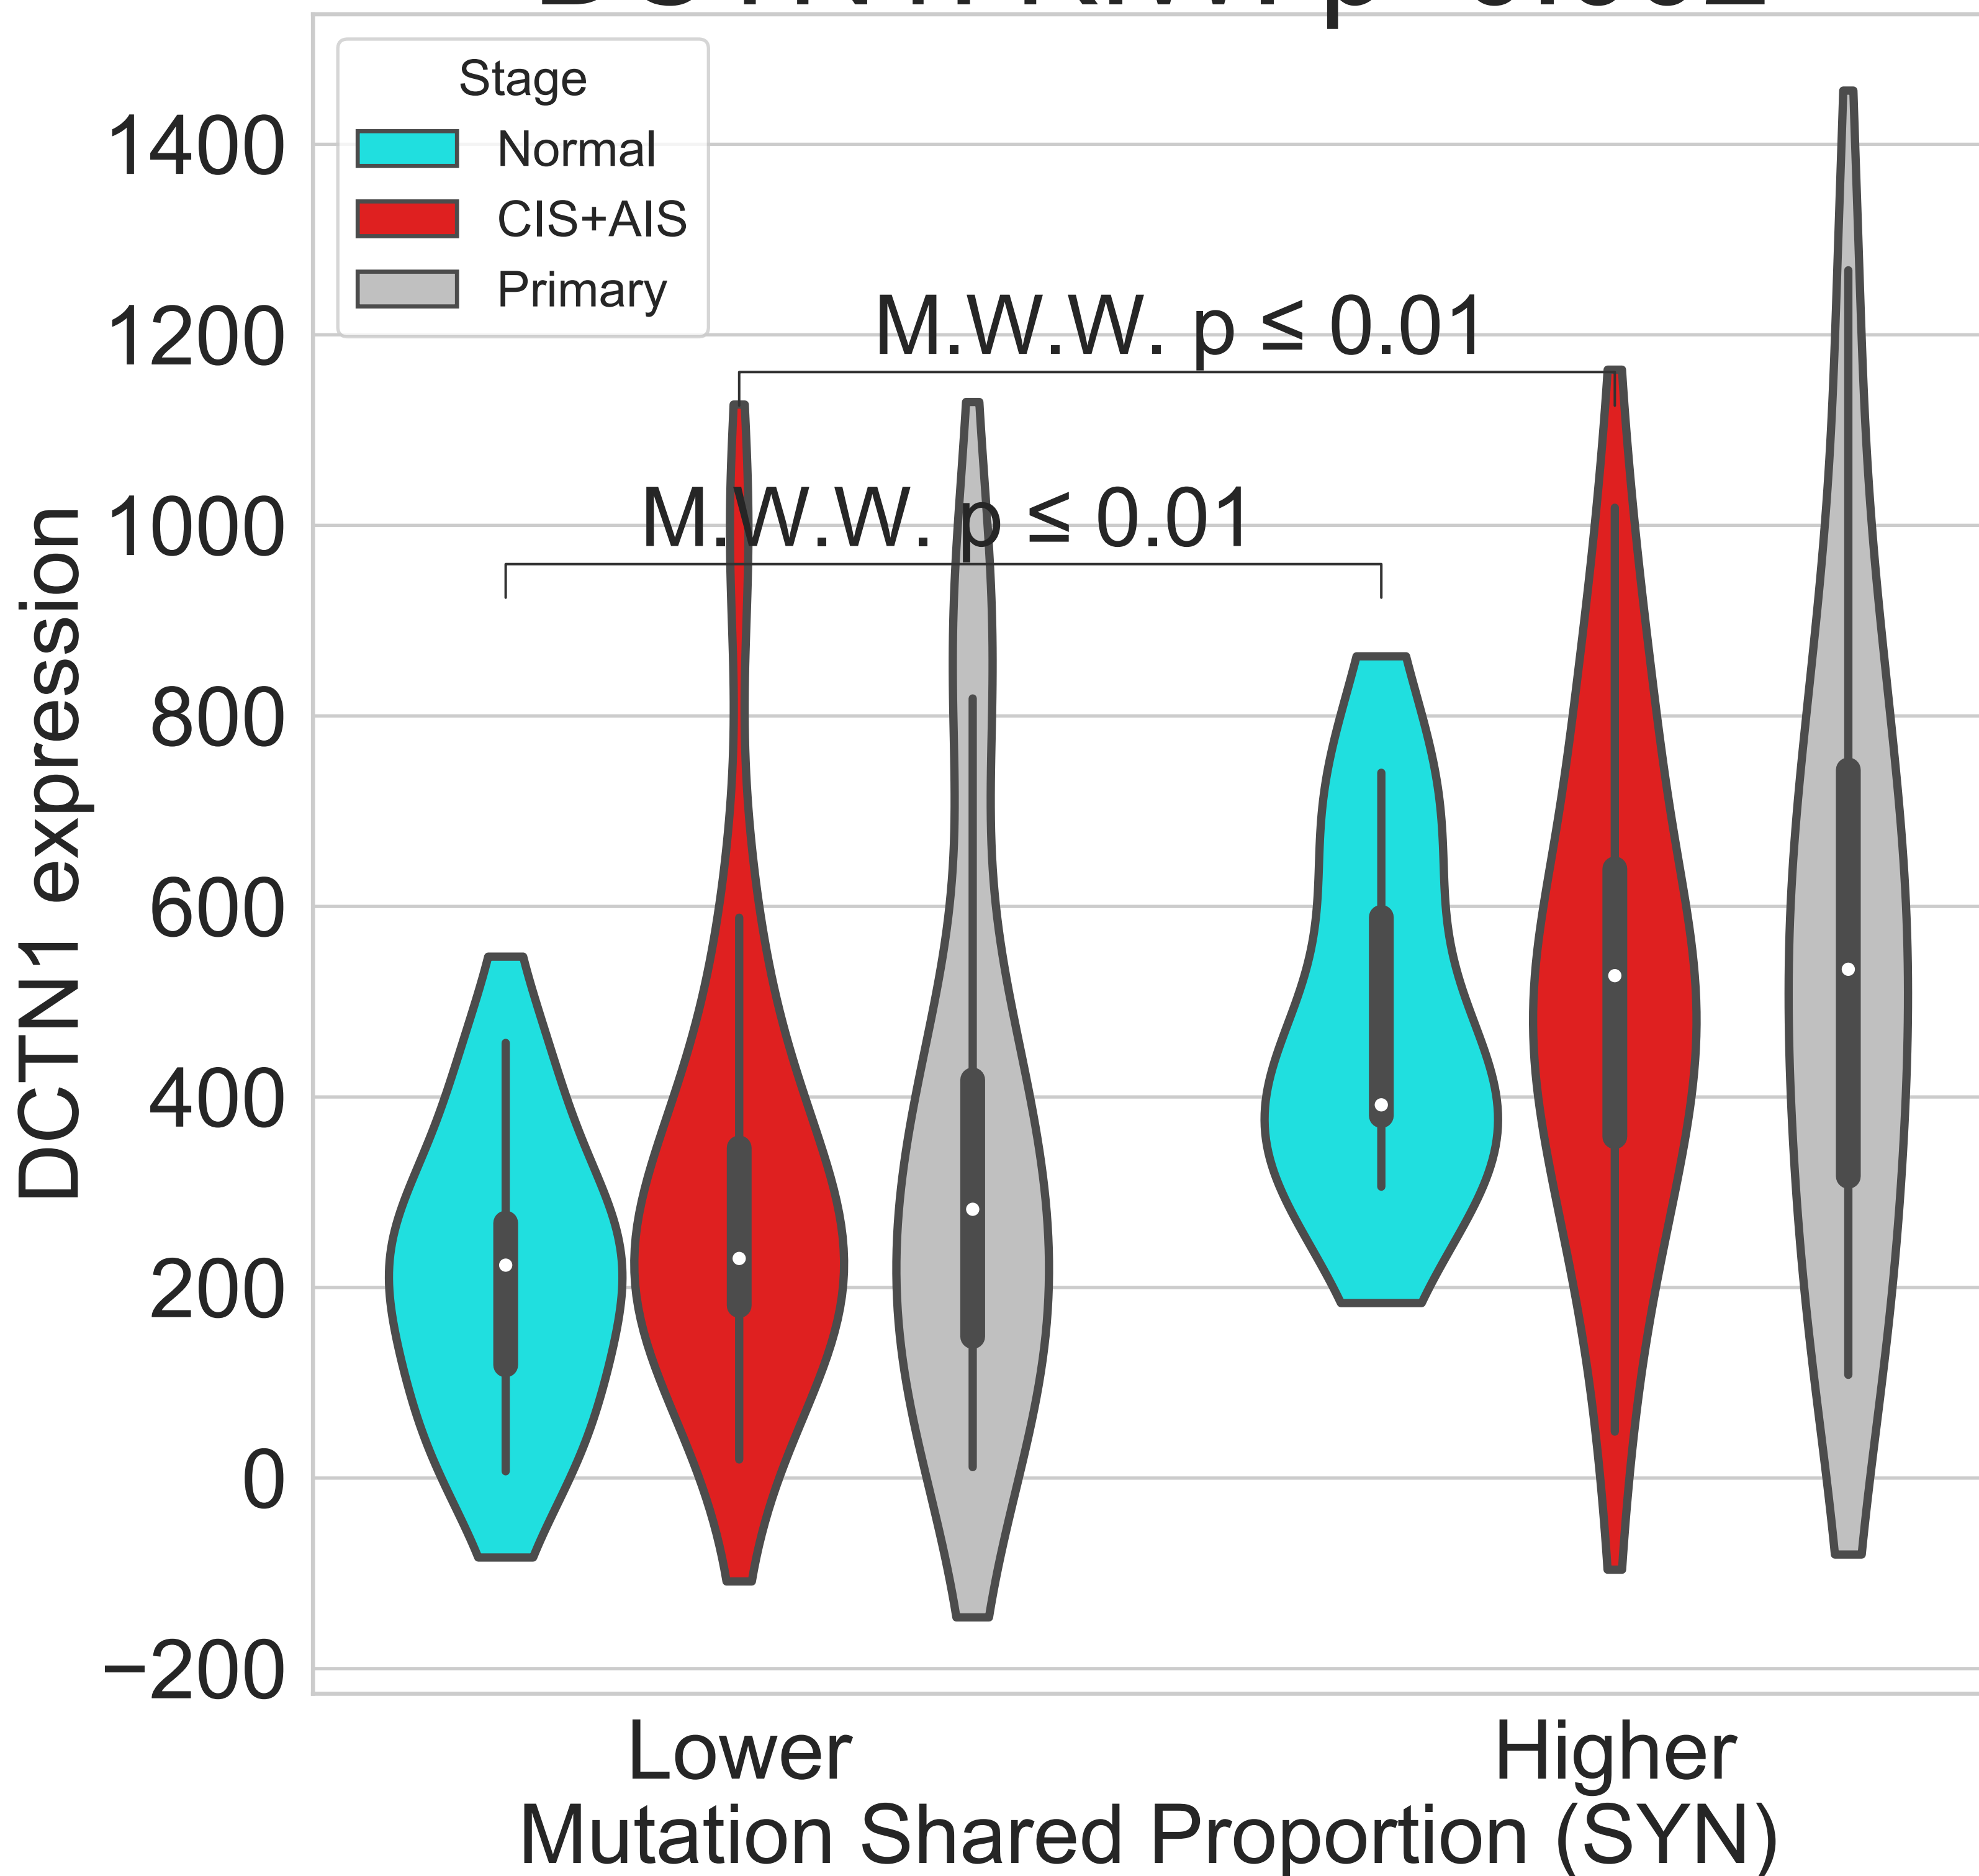 Stage
Normal
CIS+AIS
Primary
M.W.W. p ≤ 0.01
M.W.W. p ≤ 0.01
1400
1200
1000
800
600
400
200
0
−200
DCTN1 expression
Lower
Higher
Mutation Shared Proportion (SYN)